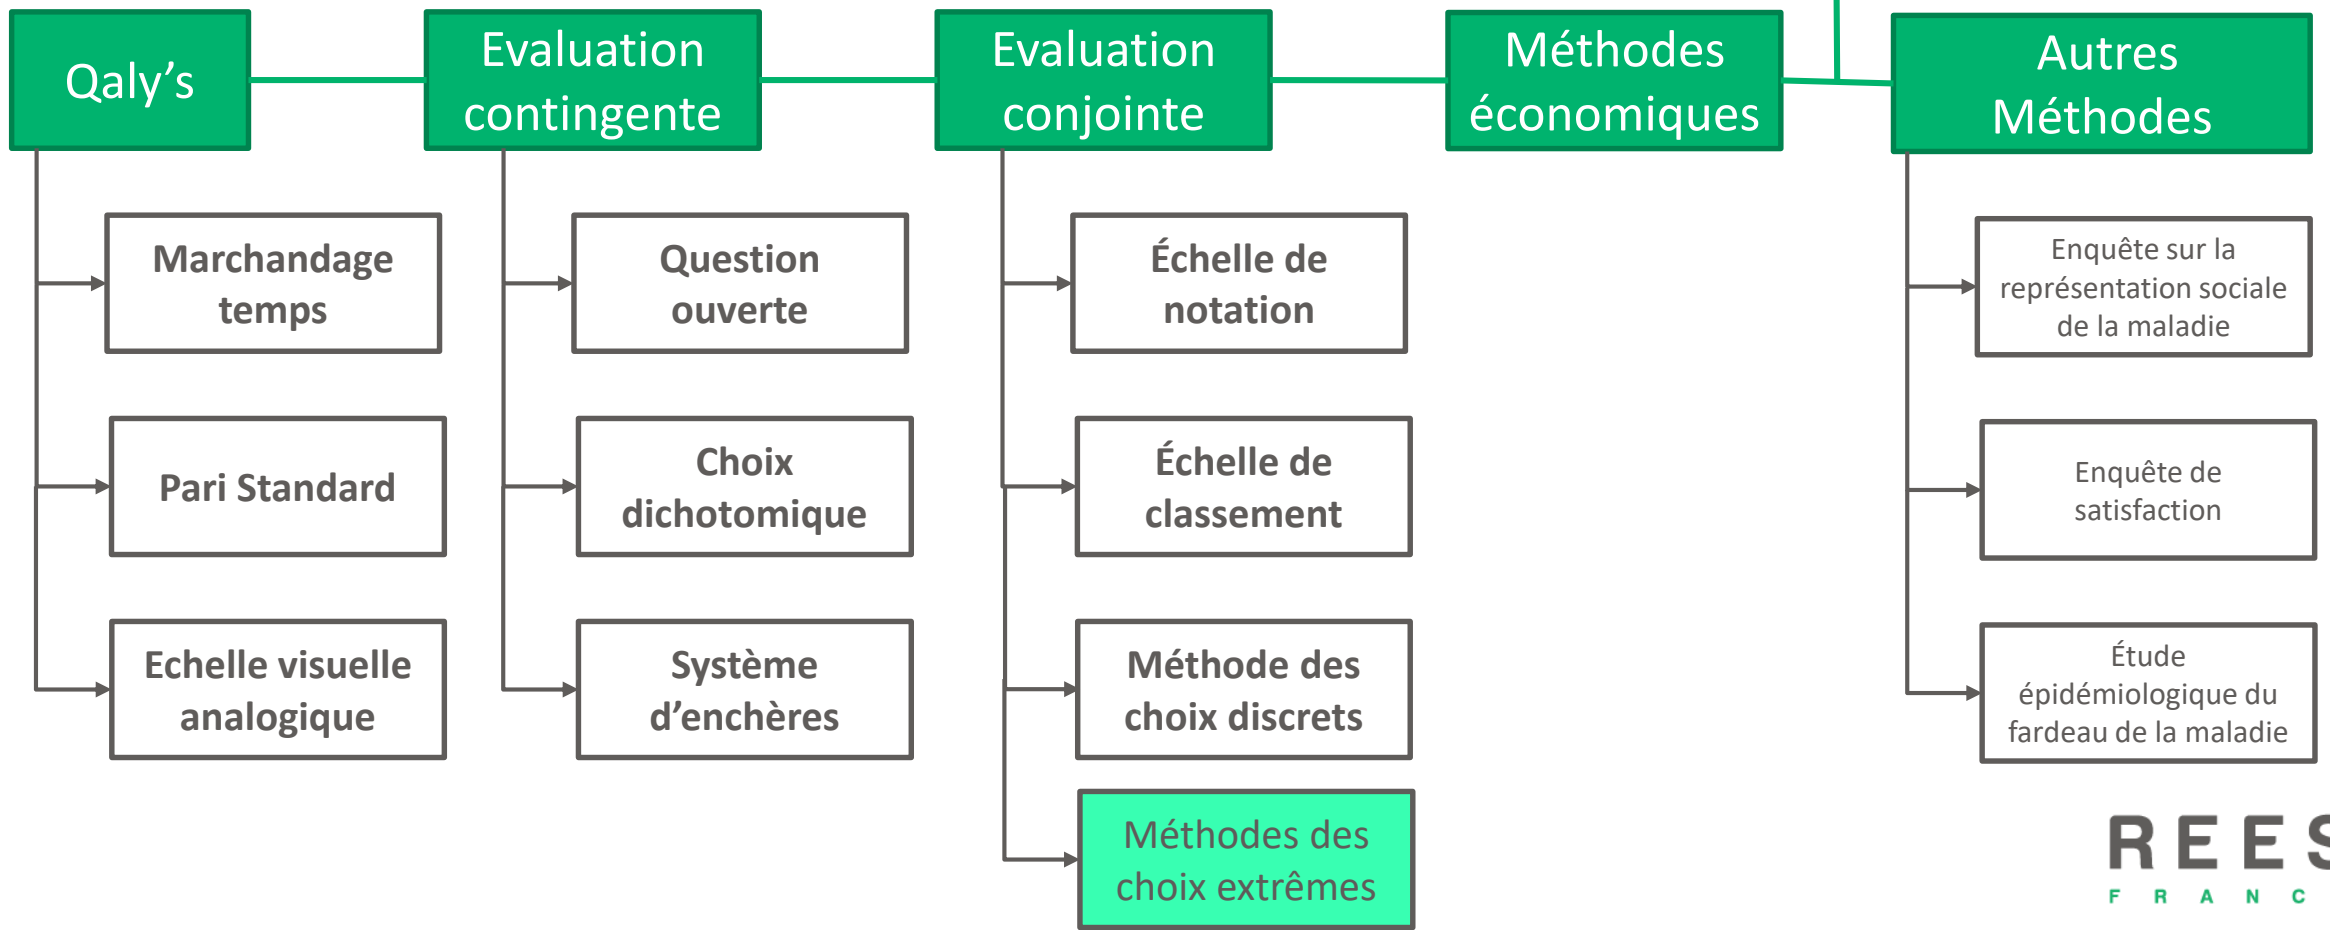 Qaly's
Evaluation
contingente
Evaluation
conjointe
Méthodes
économiques
Autres
Méthodes
Marchandage
temps
Question
ouverte
Échelle de
notation
Enquête sur la
représentation sociale
de la maladie
Pari Standard
Choix
dichotomique
Échelle de
classement
Enquête de
satisfaction
Echelle visuelle
analogique
Système
d'enchères
Méthode des
choix discrets
Étude
épidémiologique du
fardeau de la maladie
Méthodes des
choix extrêmes
REES
FRANC